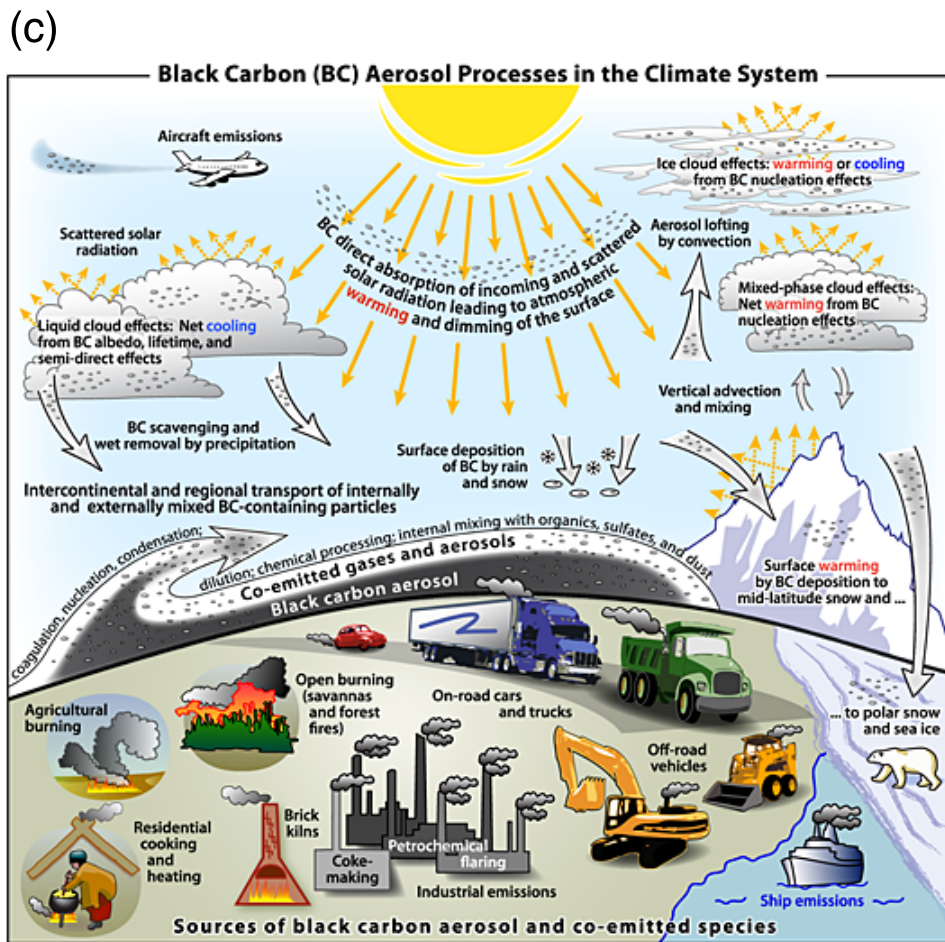 (c)
Black Carbon (BC) Aerosol Processes in the Climate System
Aircraft emissions
Ice cloud effects: warming or cooling
from BC nucleation effects
Scattered solar
radiation
BC direct absorption of incoming and scattered
solar radiation leading to atmospheric
warming and dimming of the surface
Aerosol lofting
by convection
Mixed-phase cloud effects:
Net warming from BC
nucleation effects
Liquid cloud effects: Net cooling
from BC albedo, lifetime, and
semi-direct effects
Vertical advection
and mixing
BC scavenging and
wet removal by precipitation
Surface deposition
of BC by rain
and snow
Intercontinental and regional transport of internally
and externally mixed BC-containing particles
coagulation, nucleation, condensation;
dilution; chemical processing; internal mixing with organics, sulfates, and dust
Co-emitted gases and aerosols
Black carbon aerosol
Surface warming
by BC deposition to
mid-latitude snow and ...
... to polar snow
and sea ice
Agricultural
burning
Open burning
(savannas
and forest
fires)
On-road cars
and trucks
Off-road
vehicles
Residential
cooking
and
heating
Brick
kilns
Coke-
making
Petrochemical
flaring
Industrial emissions
Ship emissions
Sources of black carbon aerosol and co-emitted species